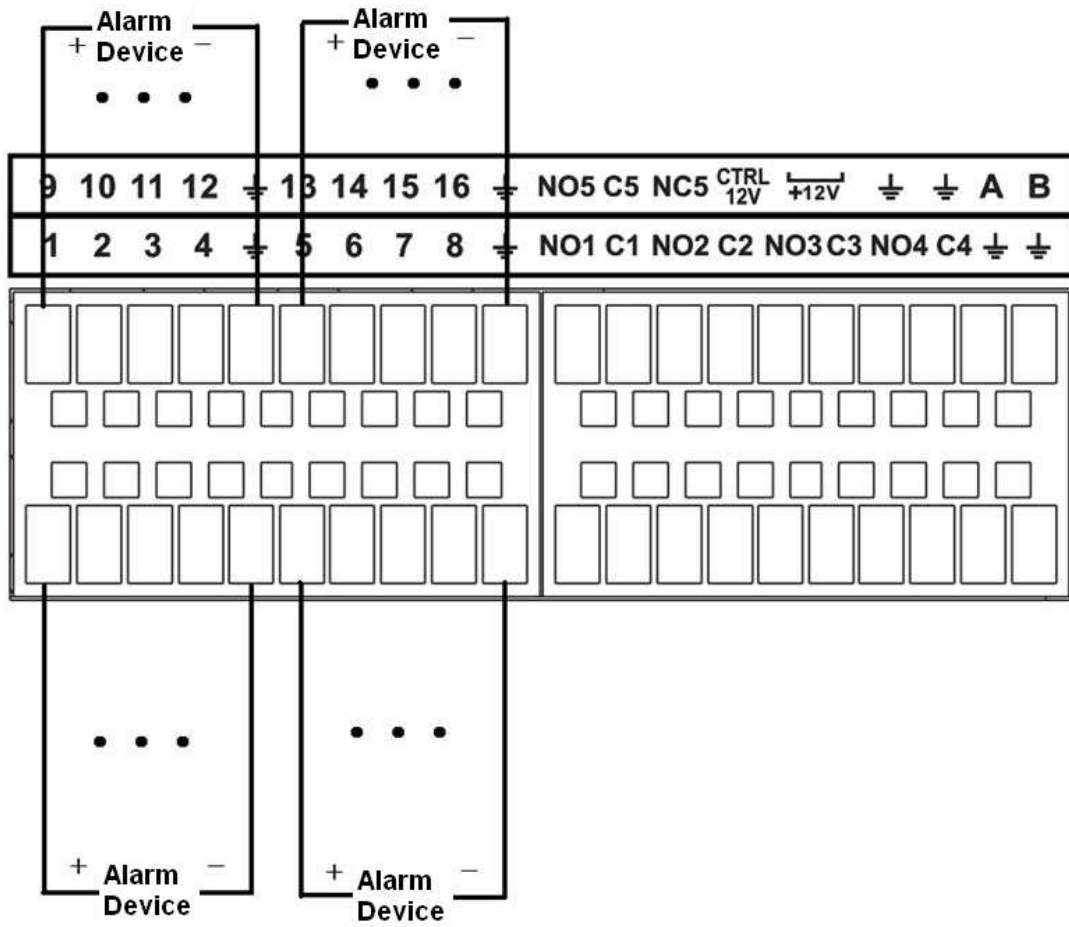 Alarm Device
+ −
Alarm Device
+ −
9 10 11 12 ⏚ 13 14 15 16 ⏚ NO5 C5 NC5 CTRL 12V +12V ⏚ ⏚ A B
1 2 3 4 ⏚ 5 6 7 8 ⏚ NO1 C1 NO2 C2 NO3 C3 NO4 C4 ⏚ ⏚
+ −
Alarm
Device
+ −
Alarm
Device